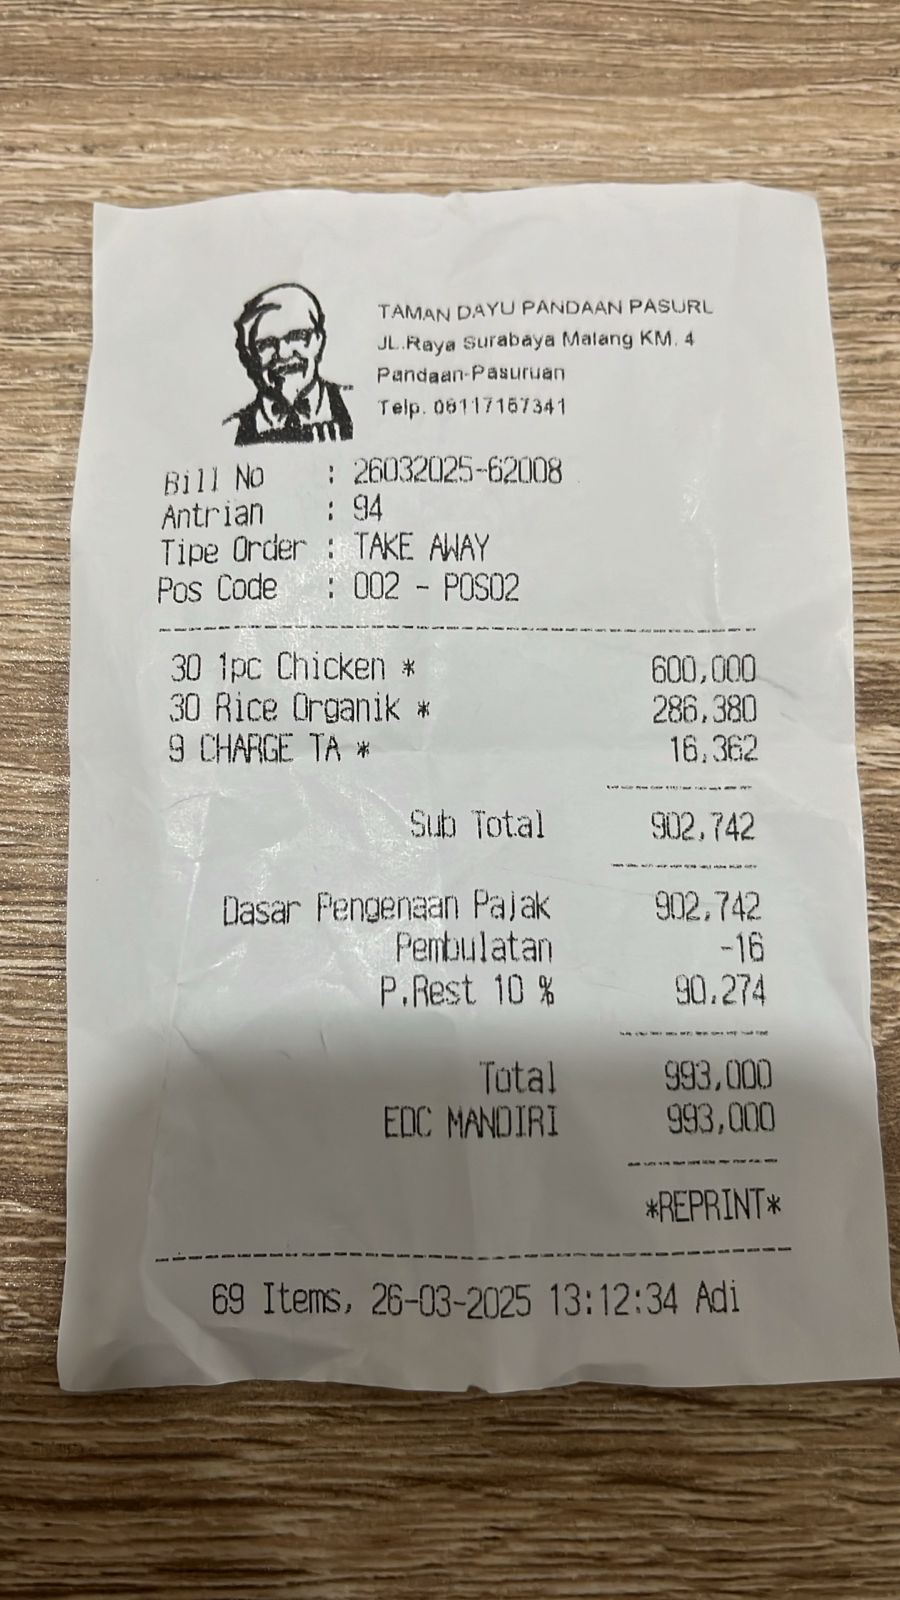 TAMAN DAYU PANDAAN PASURL
JL.Raya Surabaya Malang KM. 4
Pandaan-Pasuruan
Telp. 08117167341
Bill No : 26032025-62008
Antrian : 94
Tipe Order : TAKE AWAY
Pos Code : 002 - POS02
30 1pc Chicken * 600,000
30 Rice Organik * 286,380
9 CHARGE TA * 16,362
Sub Total 902,742
Dasar Pengenaan Pajak 902,742
Pembulatan -16
P.Rest 10 % 90,274
Total 993,000
EDC MANDIRI 993,000
*REPRINT*
69 Items, 26-03-2025 13:12:34 Adi